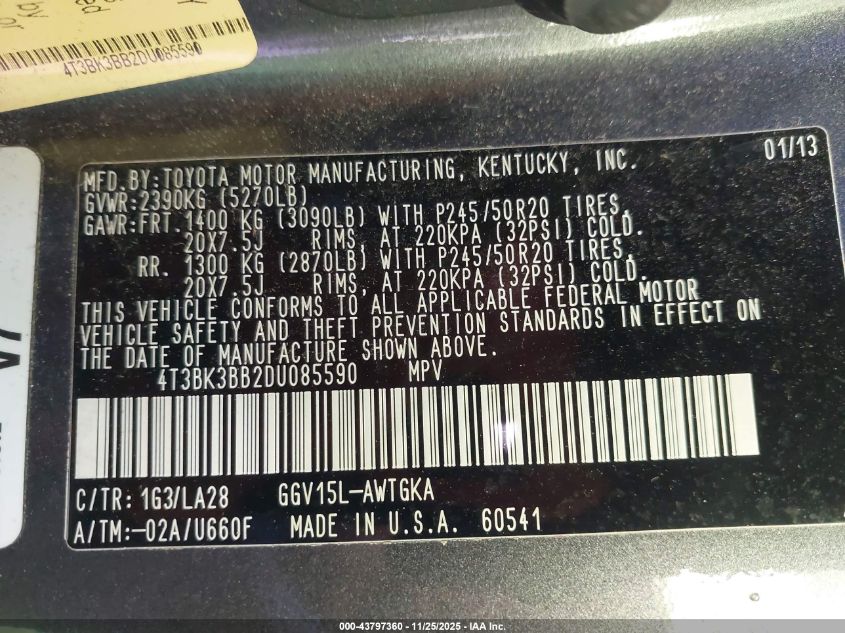 4T3BK3BB2DU085590
01/13
MFD.BY:TOYOTA MOTOR MANUFACTURING, KENTUCKY, INC.
GVWR:2390KG (5270LB)
GAWR:FRT. 1400 KG (3090LB) WITH P245/50R20 TIRES,
20X7.5J RIMS, AT 220KPA (32PSI) COLD.
RR. 1300 KG (2870LB) WITH P245/50R20 TIRES,
20X7.5J RIMS, AT 220KPA (32PSI) COLD.
THIS VEHICLE CONFORMS TO ALL APPLICABLE FEDERAL MOTOR
VEHICLE SAFETY AND THEFT PREVENTION STANDARDS IN EFFECT ON
THE DATE OF MANUFACTURE SHOWN ABOVE.
4T3BK3BB2DU085590 MPV
C/TR: 1G3/LA28 GGV15L-AWTGKA
A/TM:-02A/U660F MADE IN U.S.A. 60541
000-43797360 - 11/25/2025 - IAA Inc.